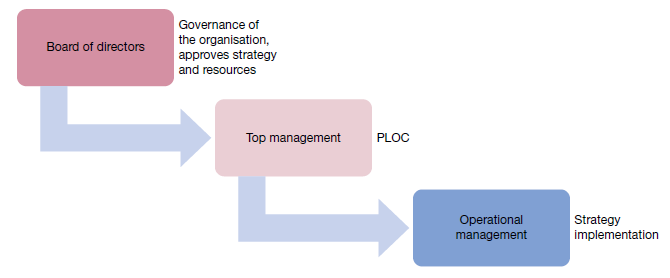 Board of directors
Governance of
the organisation,
approves strategy
and resources
Top management
PLOC
Operational
management
Strategy
implementation